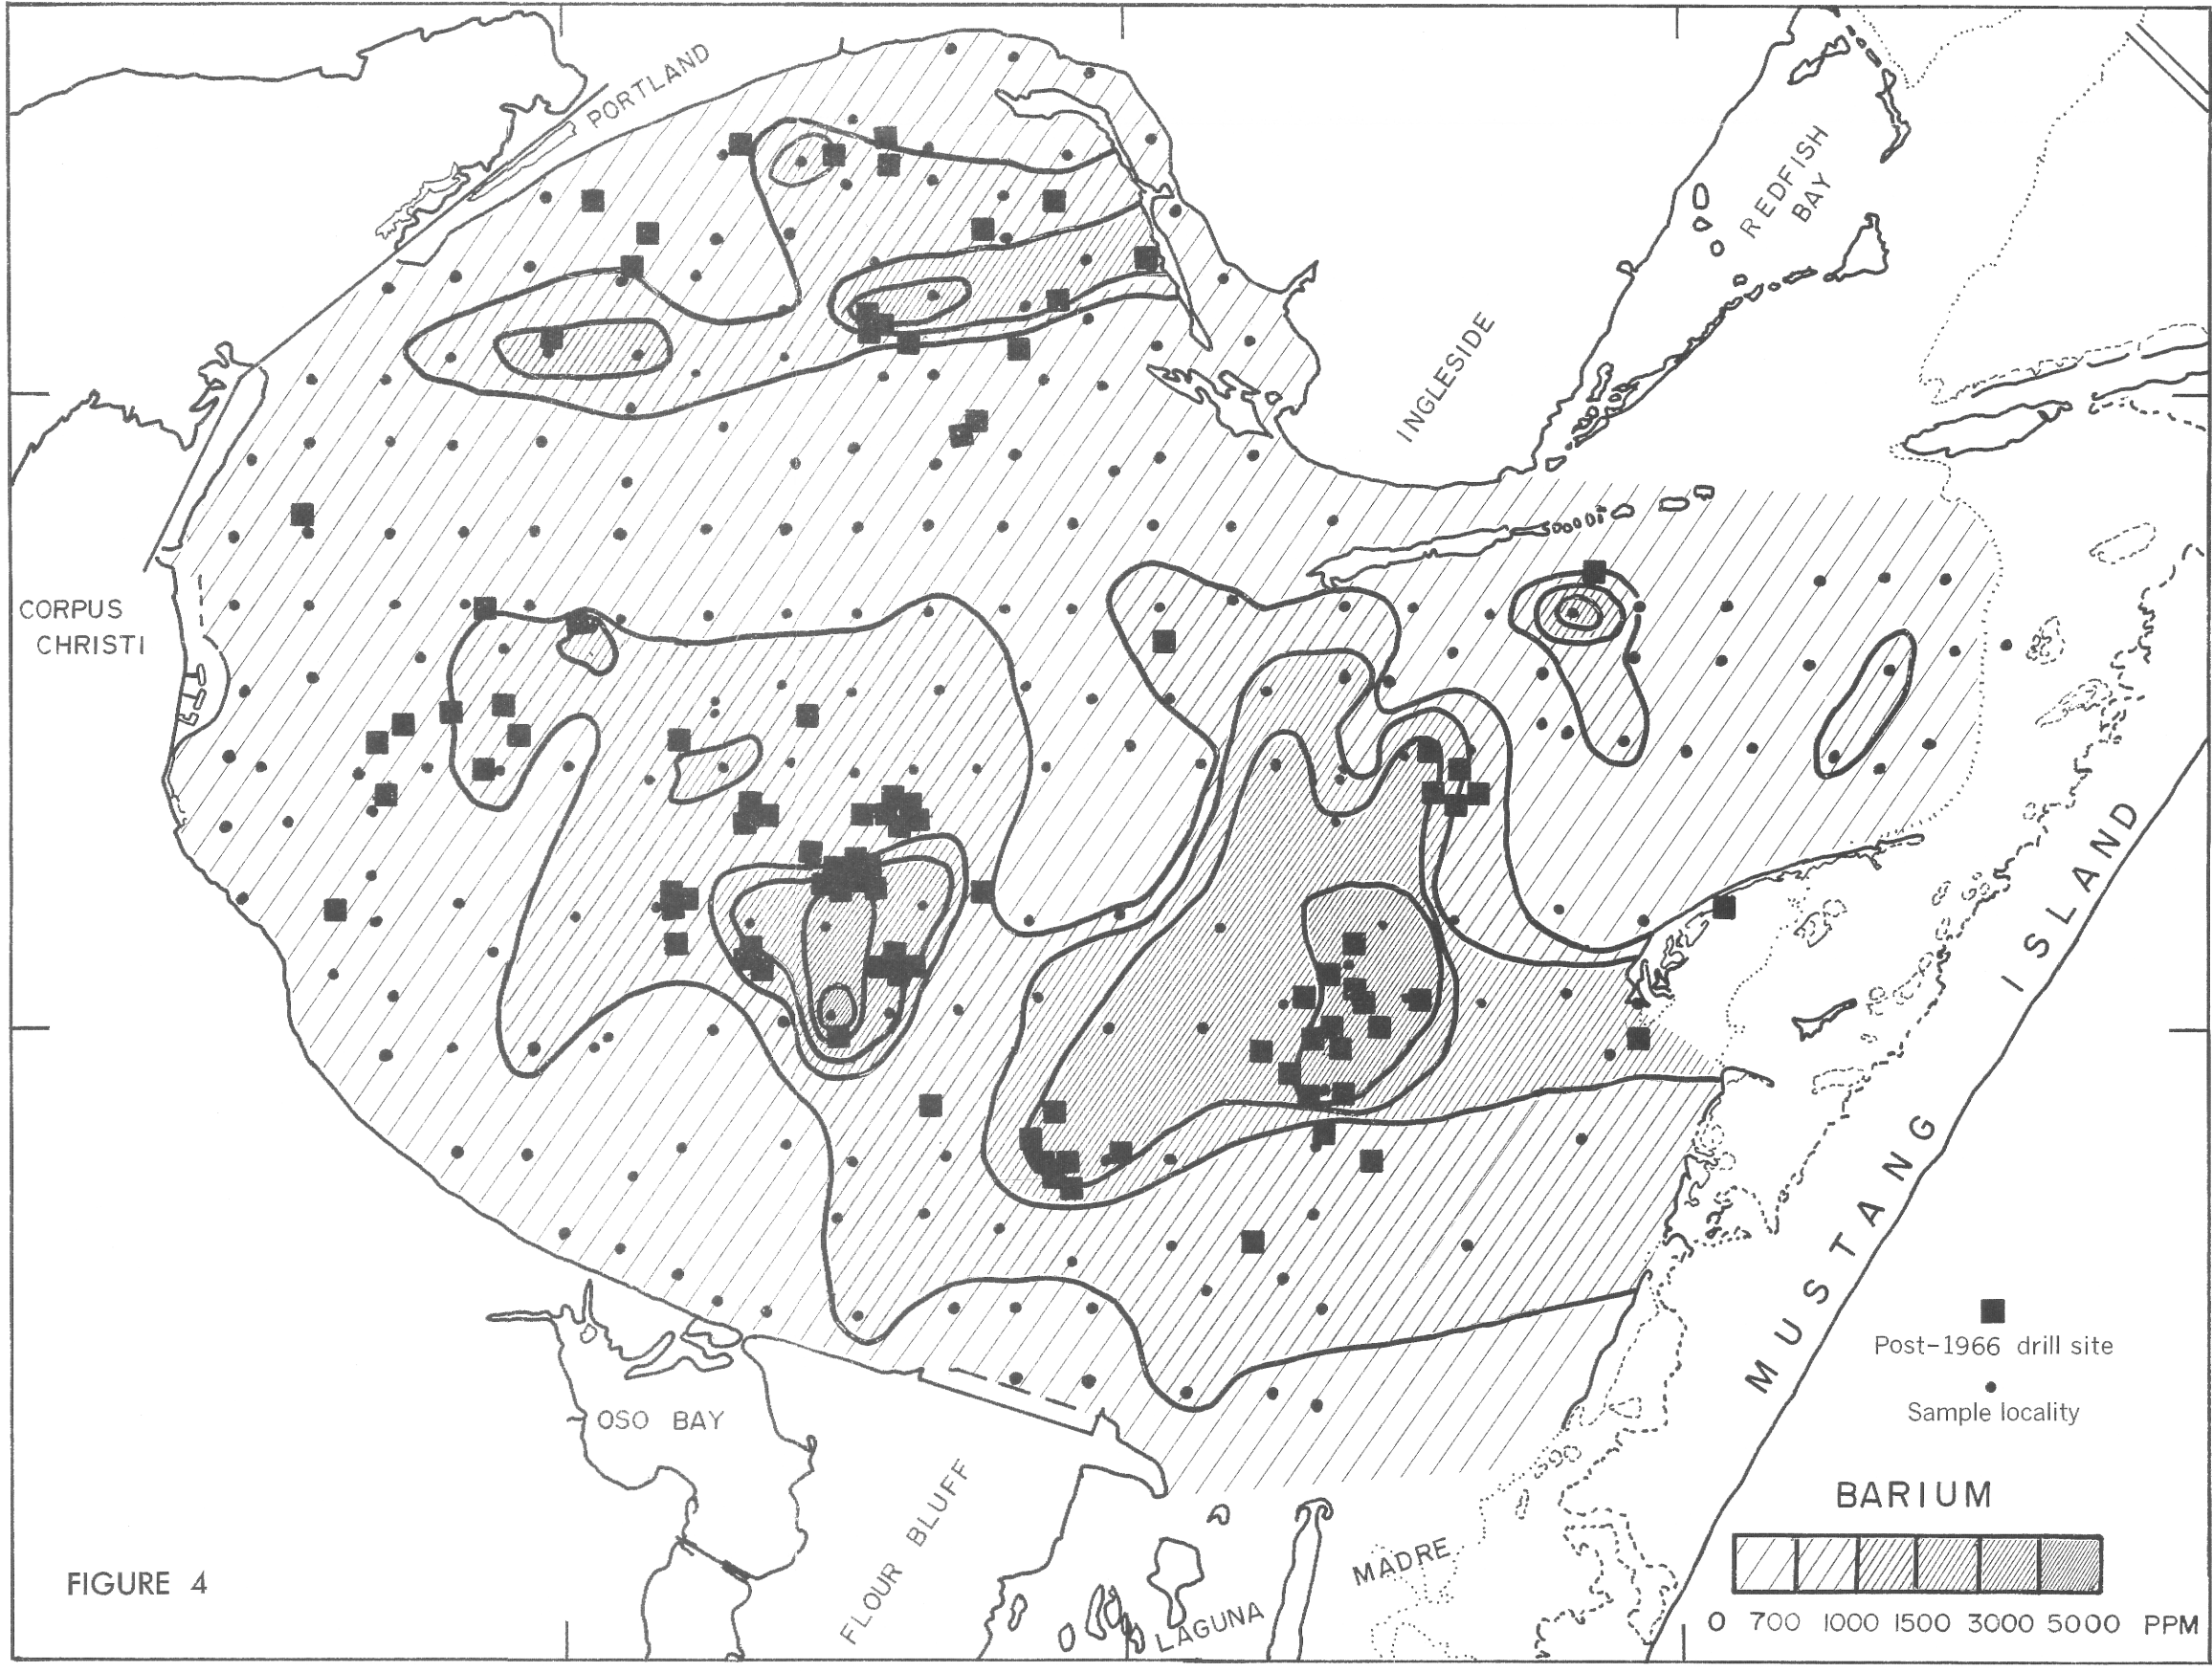 PORTLAND
REDFISH
BAY
INGLESIDE
CORPUS
CHRISTI
MUSTANG ISLAND
Post-1966 drill site
Sample locality
OSO BAY
FLOUR BLUFF
LAGUNA MADRE
BARIUM
0 700 1000 1500 3000 5000 PPM
FIGURE 4